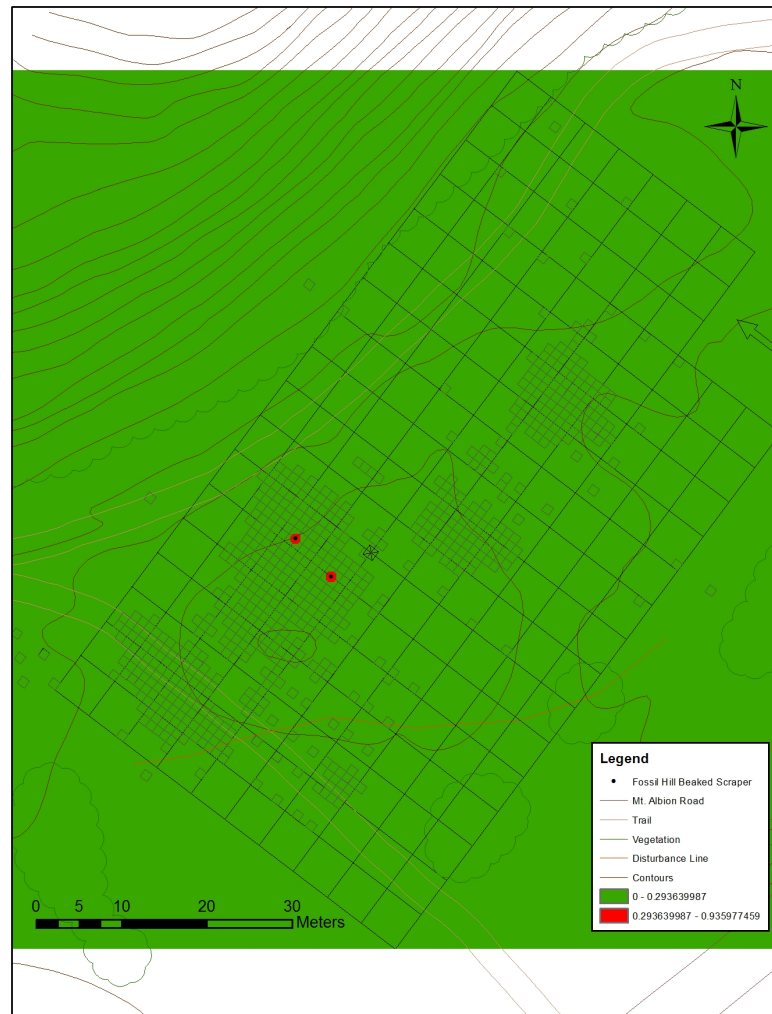 N
Legend
Fossil Hill Beaked Scraper
Mt. Albion Road
Trail
Vegetation
Disturbance Line
Contours
0 - 0.293639987
0.293639987 - 0.935977459
0 5 10 20 30
Meters